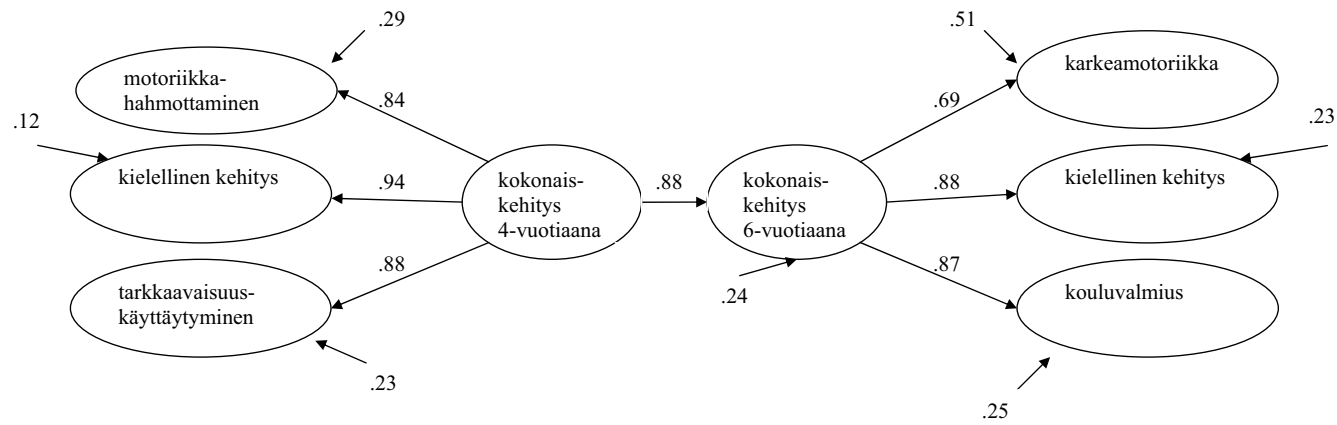 .29
motoriikka-
hahmottaminen
.84
.12
kielellinen kehitys
.94
kokonais-
kehitys
4-vuotiaana
.88
tarkkaavaisuus-
käyttäytyminen
.23
.88
kokonais-
kehitys
6-vuotiaana
.24
.51
karkeamotoriikka
.69
.23
kielellinen kehitys
.88
.87
kouluvalmius
.25